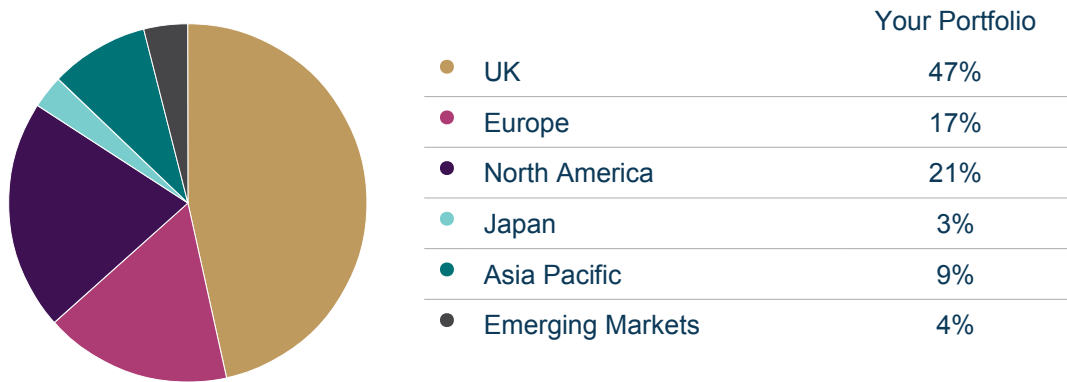 Your Portfolio
UK 47%
Europe 17%
North America 21%
Japan 3%
Asia Pacific 9%
Emerging Markets 4%